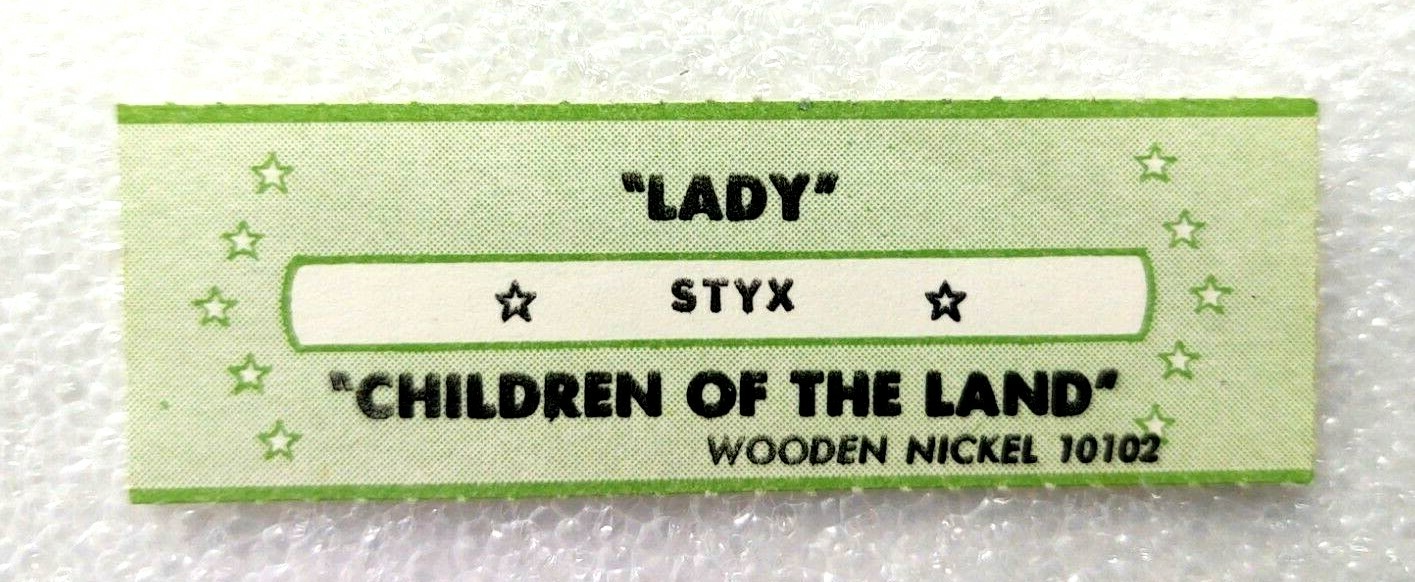 "LADY"
STYX
"CHILDREN OF THE LAND"
WOODEN NICKEL 10102